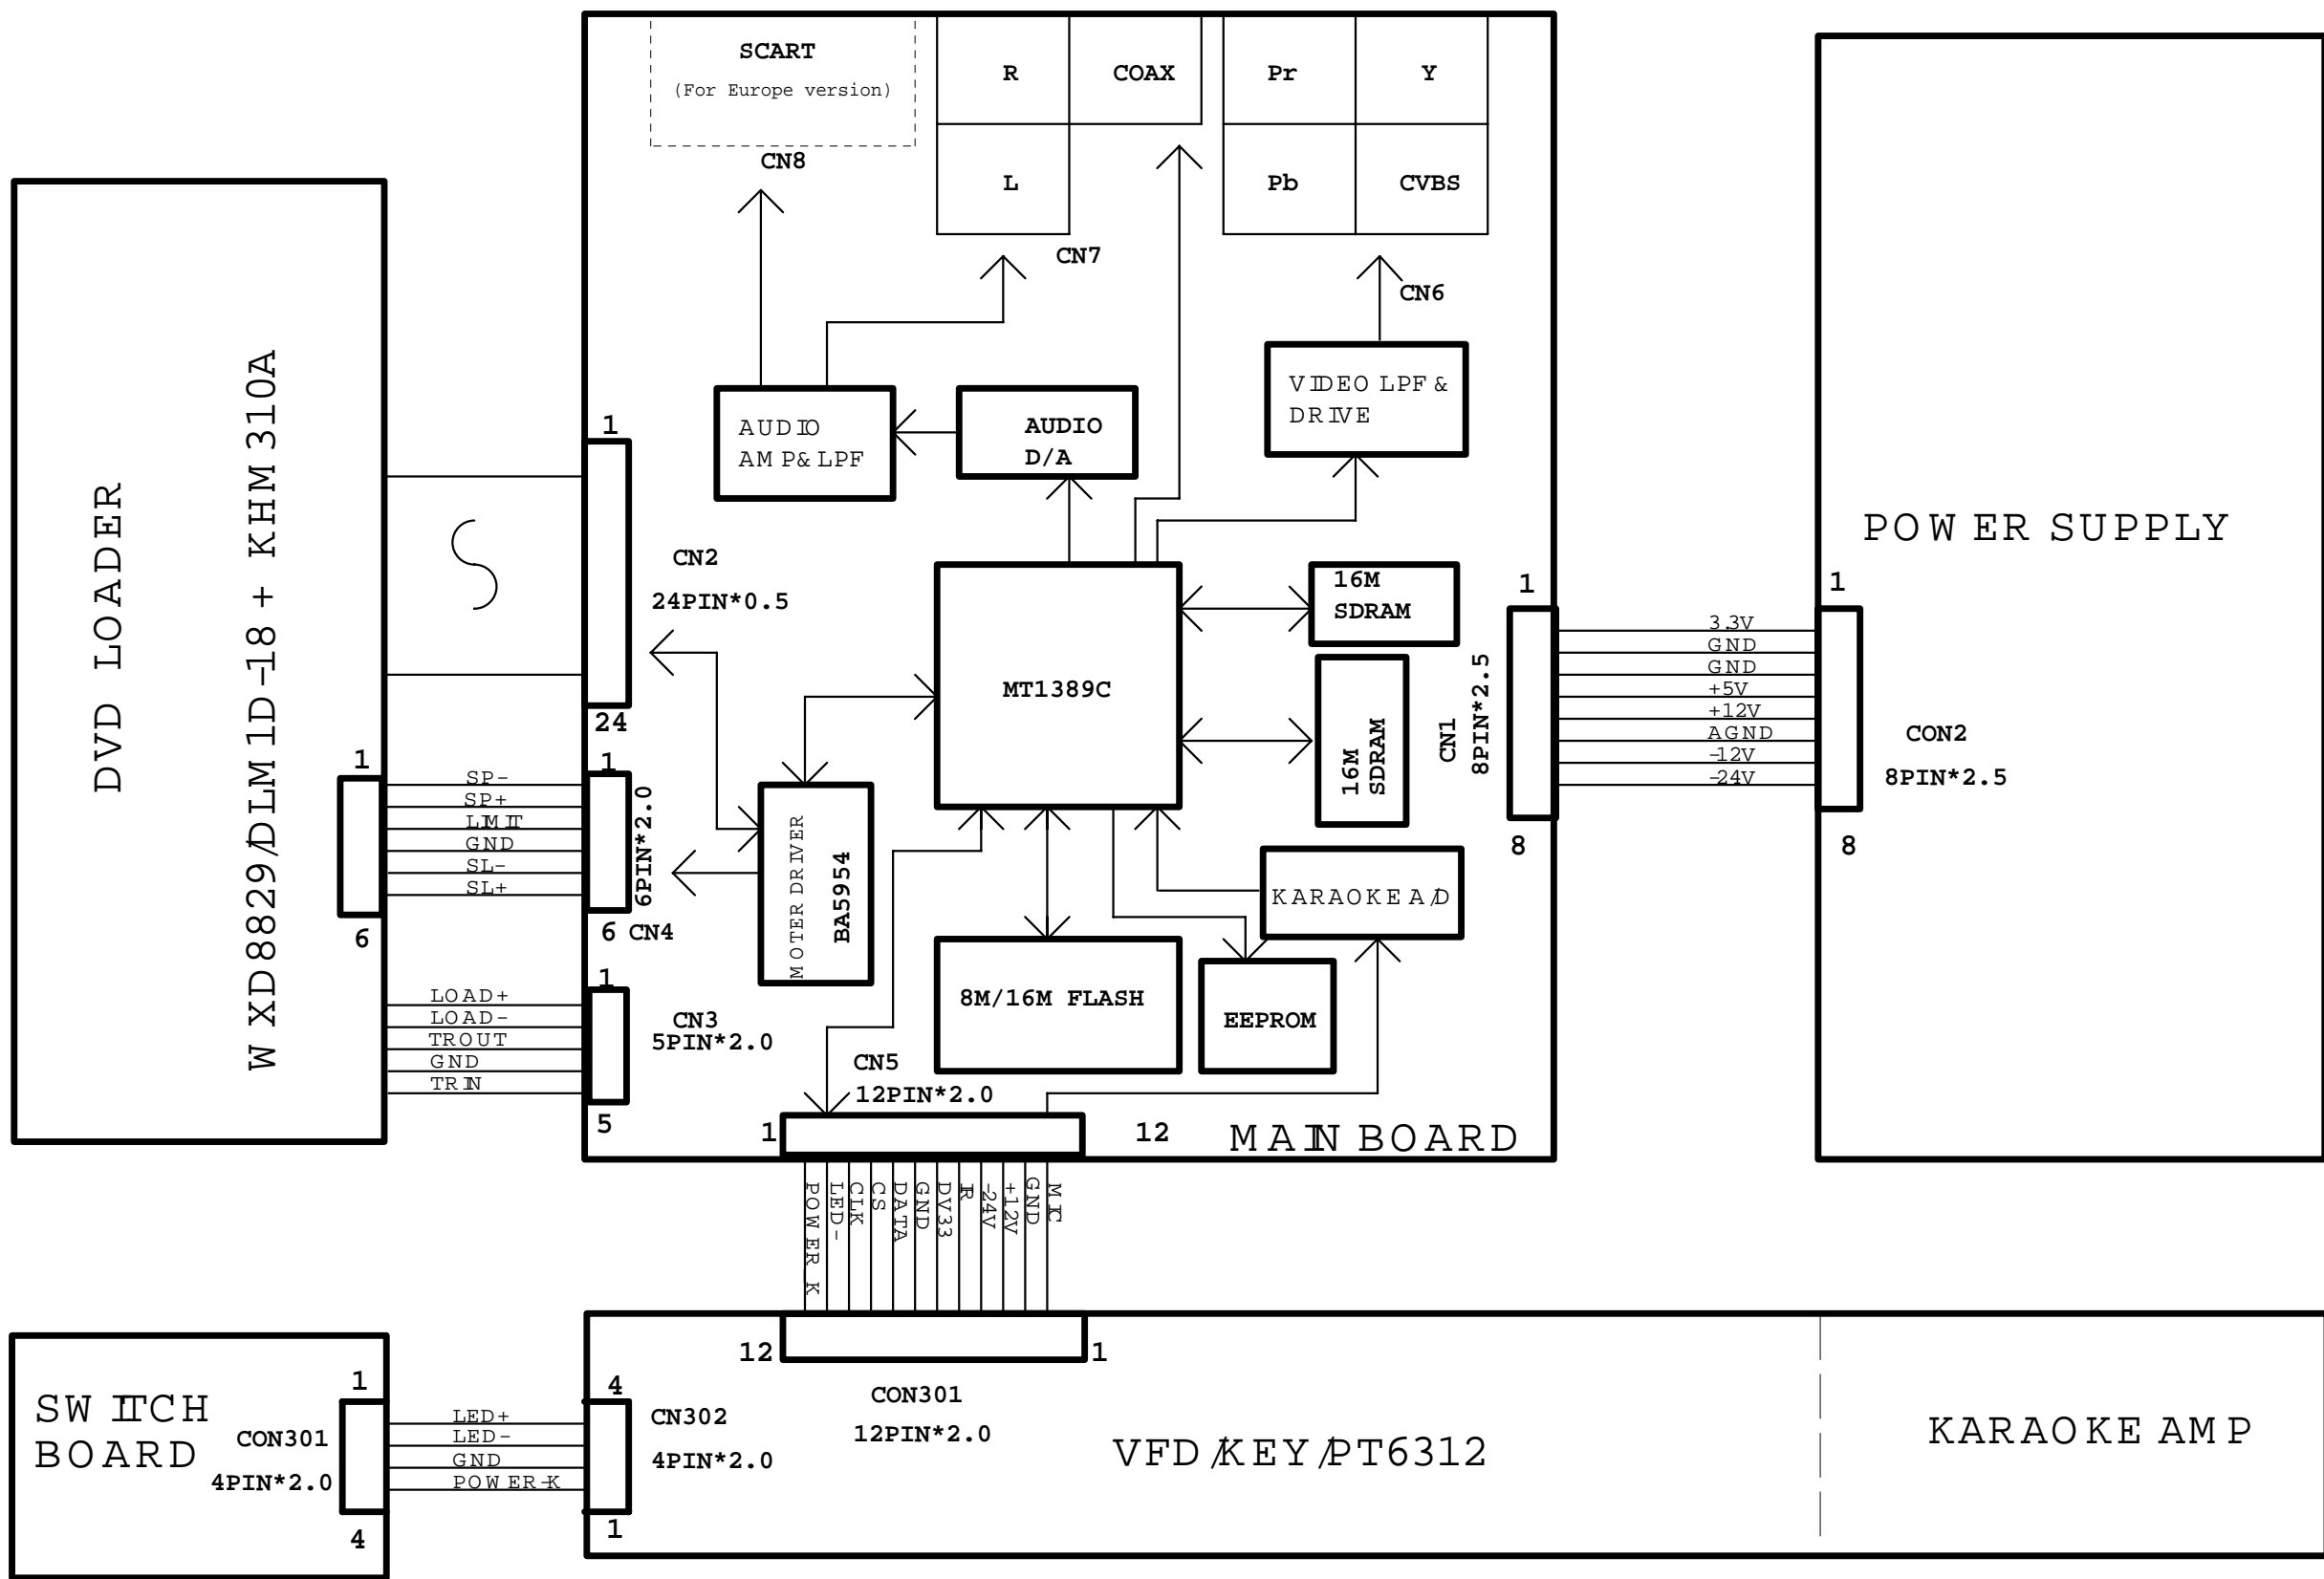 SCART
(For Europe version)
CN8
R
COAX
L
CN7
Pr
Y
Pb
CVBS
CN6
DVD LOADER
WXD8829/DLM1D-18 + KHM310A
1
6
SP-
SP+
LIMIT
GND
SL-
SL+
LOAD+
LOAD-
TROUT
GND
TRIN
1
24
CN2
24PIN*0.5
1
6PIN*2.0
6
CN4
1
5
CN3
5PIN*2.0
AUDIO
AMP&LPF
AUDIO
D/A
VIDEO LPF &
DRIVE
MT1389C
16M
SDRAM
16M
SDRAM
MOTER DRIVER
BA5954
KARAOKE A/D
8M/16M FLASH
EEPROM
CN5
12PIN*2.0
1
12
MAIN BOARD
CN1
8PIN*2.5
1
8
3.3V
GND
GND
+5V
+12V
AGND
-12V
-24V
POWER SUPPLY
1
8
CON2
8PIN*2.5
POWER K
LED-
CLK
CS
DATA
GND
DV33
IR
-24V
+12V
GND
MIC
12
1
CON301
12PIN*2.0
SWITCH
BOARD
CON301
4PIN*2.0
1
4
LED+
LED-
GND
POWER-K
4
1
CN302
4PIN*2.0
VFD/KEY/PT6312
KARAOKE AMP